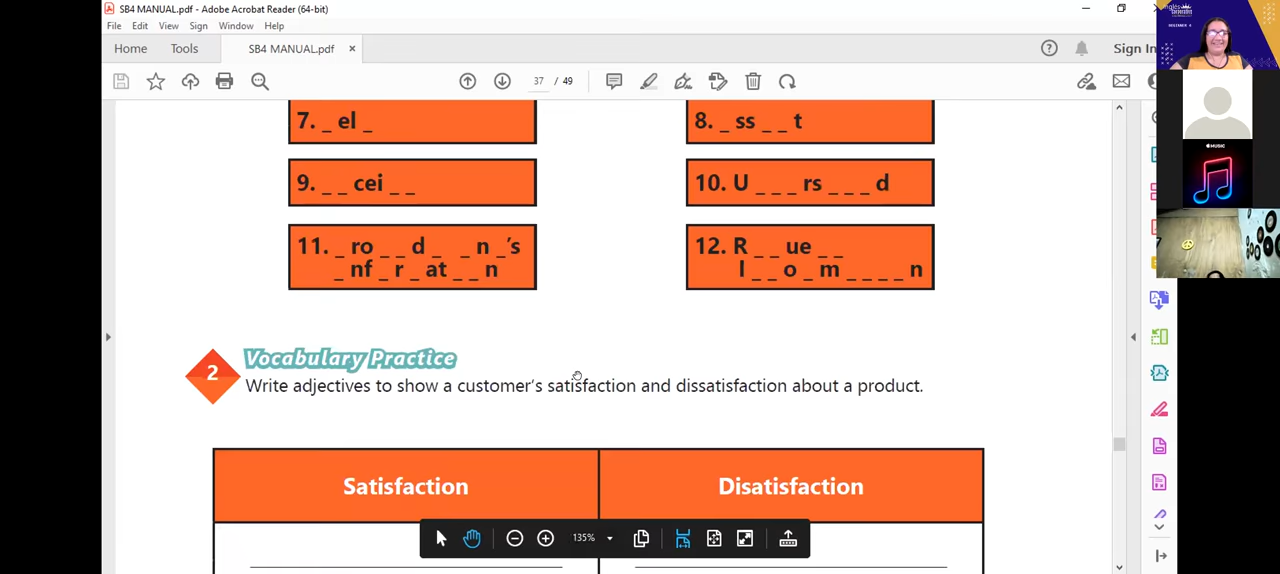 SB4 MANUAL.pdf - Adobe Acrobat Reader (64-bit)
File Edit View Sign Window Help
Home Tools SB4 MANUAL.pdf × Sign In
37 / 49
7. _ el _
8. _ ss _ _ t
9. _ _ cei _ _
10. U _ _ _ rs _ _ _ d
11. _ ro _ _ d _ _ n _'s
_ nf _ r _ at _ _ n
12. R _ _ ue _ _
I _ _ o _ m _ _ _ _ n
2
Vocabulary Practice
Write adjectives to show a customer's satisfaction and dissatisfaction about a product.
Satisfaction
Disatisfaction
135%
MUSIC